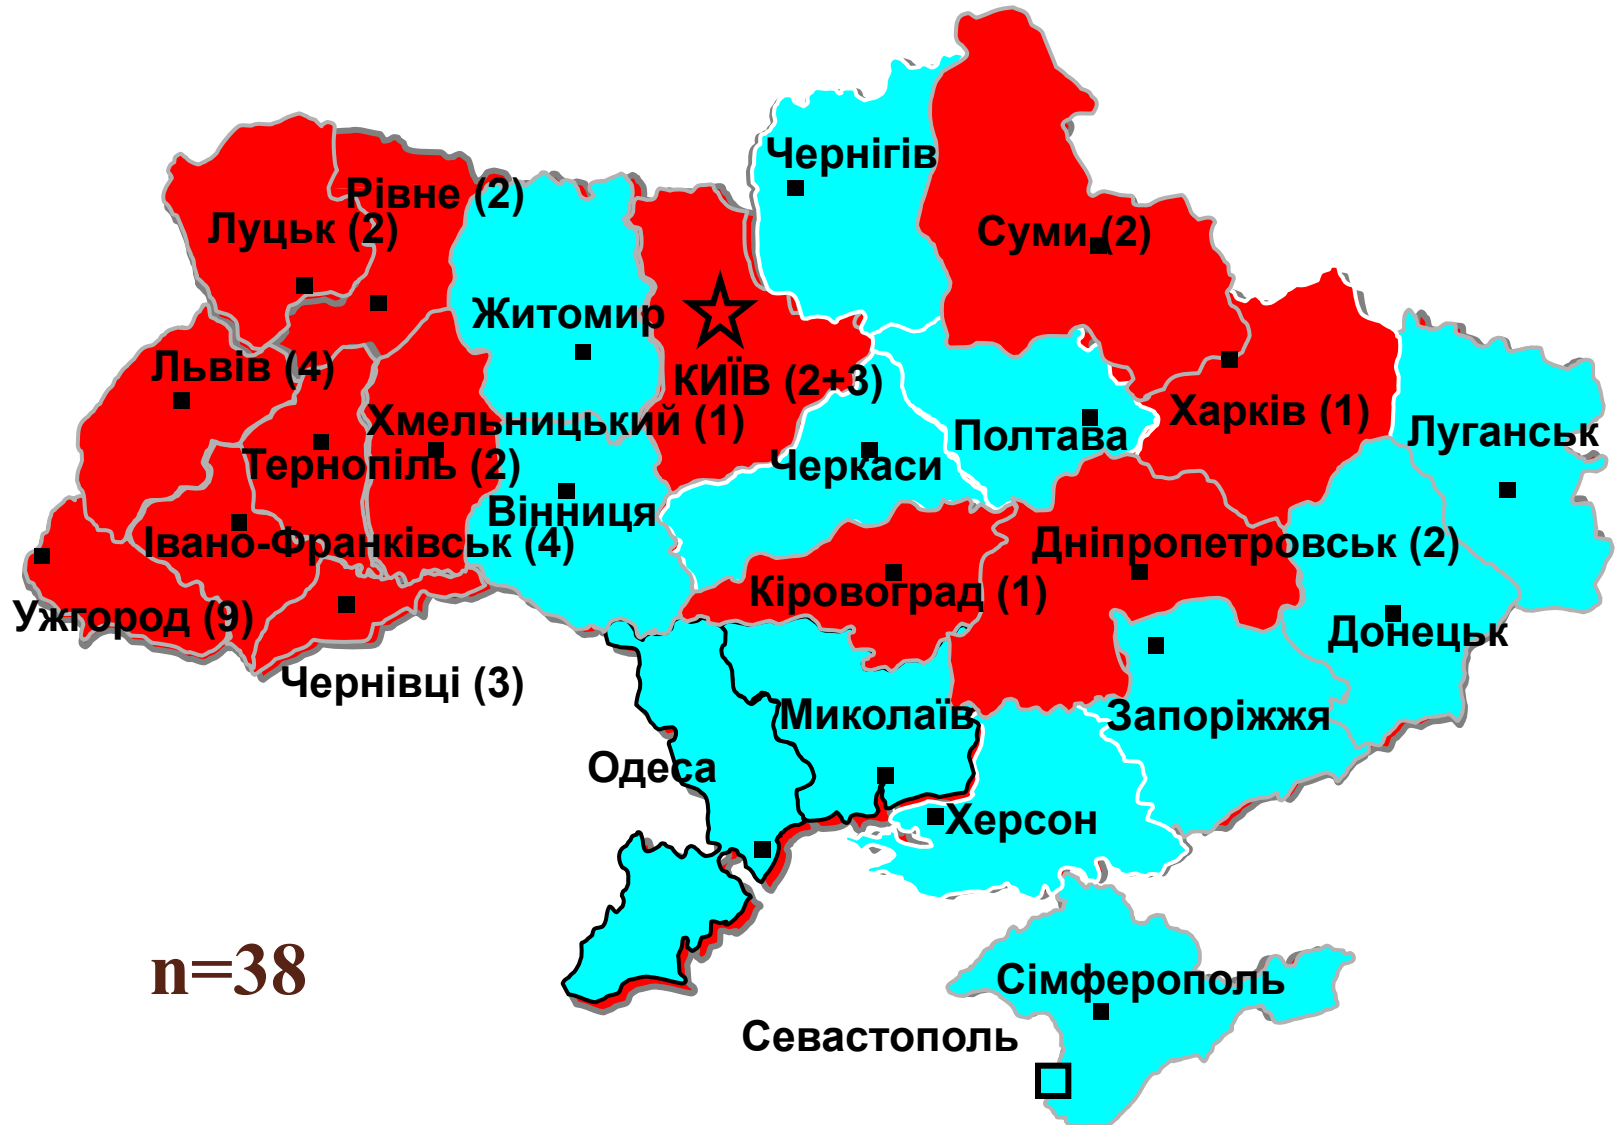 Чернігів
Рівне (2)
Луцьк (2)
Суми (2)
Житомир
Львів (4)
КИЇВ (2+3)
Хмельницький (1)
Харків (1)
Полтава
Луганськ
Тернопіль (2)
Черкаси
Вінниця
Івано-Франківськ (4)
Дніпропетровськ (2)
Кіровоград (1)
Ужгород (9)
Донецьк
Чернівці (3)
Миколаїв
Запоріжжя
Одеса
Херсон
n=38
Сімферополь
Севастополь